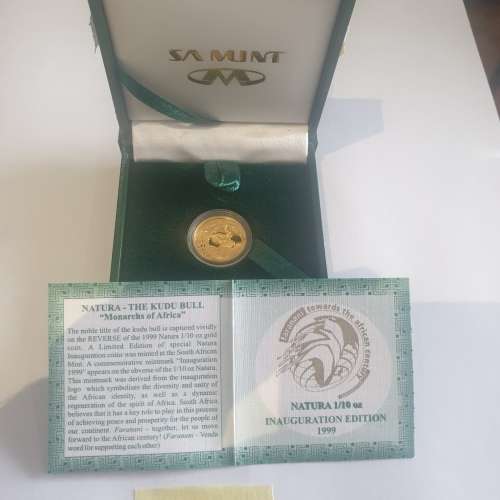 SA MINT
NATURA - THE KUDU BULL
"Monarchs of Africa"
The noble title of the kudu bull is captured vividly
on the REVERSE of the 1999 Natura 1/10 oz gold
coin. A Limited Edition of special Natura
Inauguration coins was minted at the South African
Mint. A commemorative mintmark "Inauguration
1999" appears on the obverse of the 1/10 oz Natura.
This mintmark was derived from the inauguration
logo which symbolises the diversity and unity of
the African identity, as well as a dynamic
regeneration of the spirit of Africa. South Africa
believes that it has a key role to play in this process
of achieving peace and prosperity for the people of
our continent. Faranani - together, let us move
forward to the African century! (Faranani - Venda
word for supporting each other)
faranani towards the african century
NATURA 1/10 oz
INAUGURATION EDITION
1999